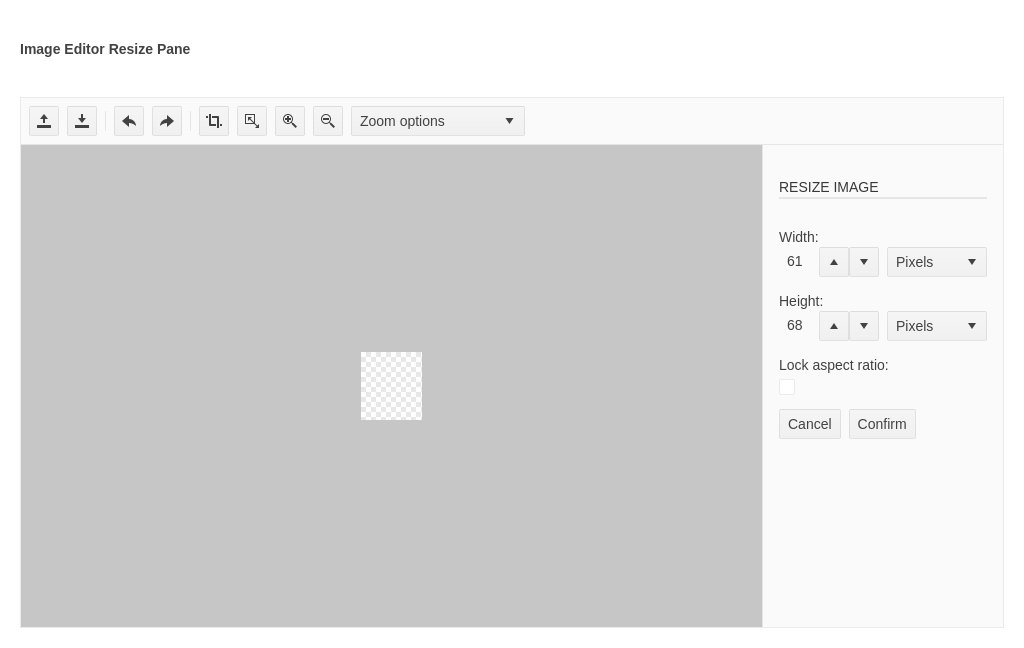 Image Editor Resize Pane
Zoom options
RESIZE IMAGE
Width:
61
Pixels
Height:
68
Pixels
Lock aspect ratio:
Cancel
Confirm